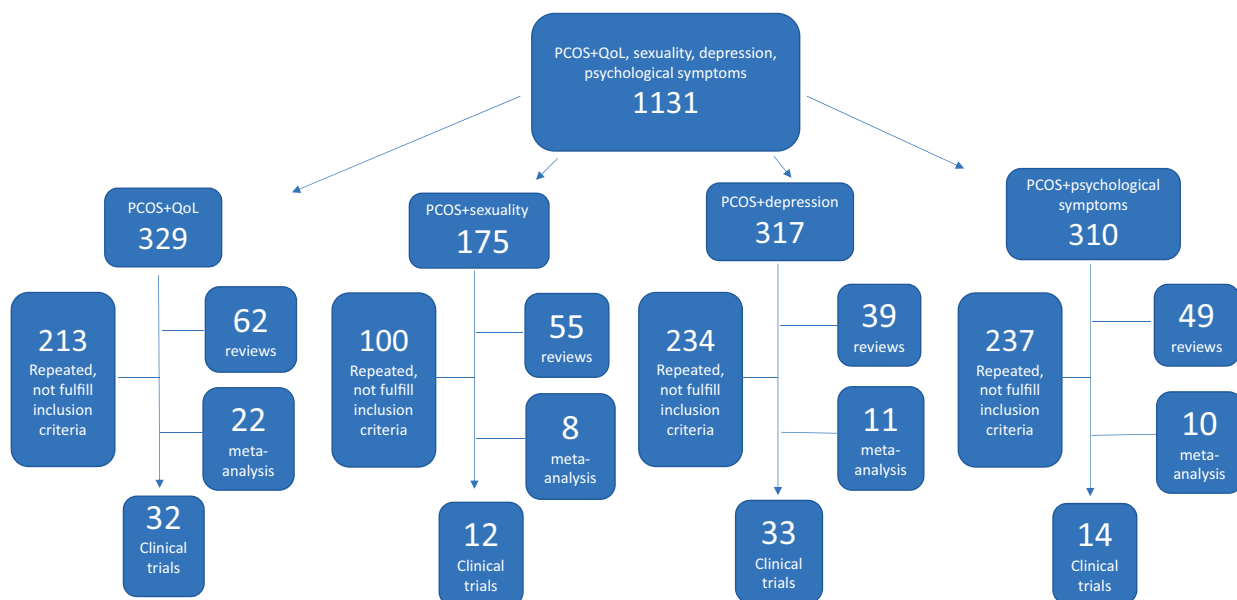 PCOS+QoL, sexuality, depression,
psychological symptoms
1131
PCOS+QoL
329
PCOS+sexuality
175
PCOS+depression
317
PCOS+psychological
symptoms
310
213
Repeated,
not fulfill
inclusion
criteria
62
reviews
22
meta-
analysis
32
Clinical
trials
100
Repeated,
not fulfill
inclusion
criteria
55
reviews
8
meta-
analysis
12
Clinical
trials
234
Repeated,
not fulfill
inclusion
criteria
39
reviews
11
meta-
analysis
33
Clinical
trials
237
Repeated,
not fulfill
inclusion
criteria
49
reviews
10
meta-
analysis
14
Clinical
trials